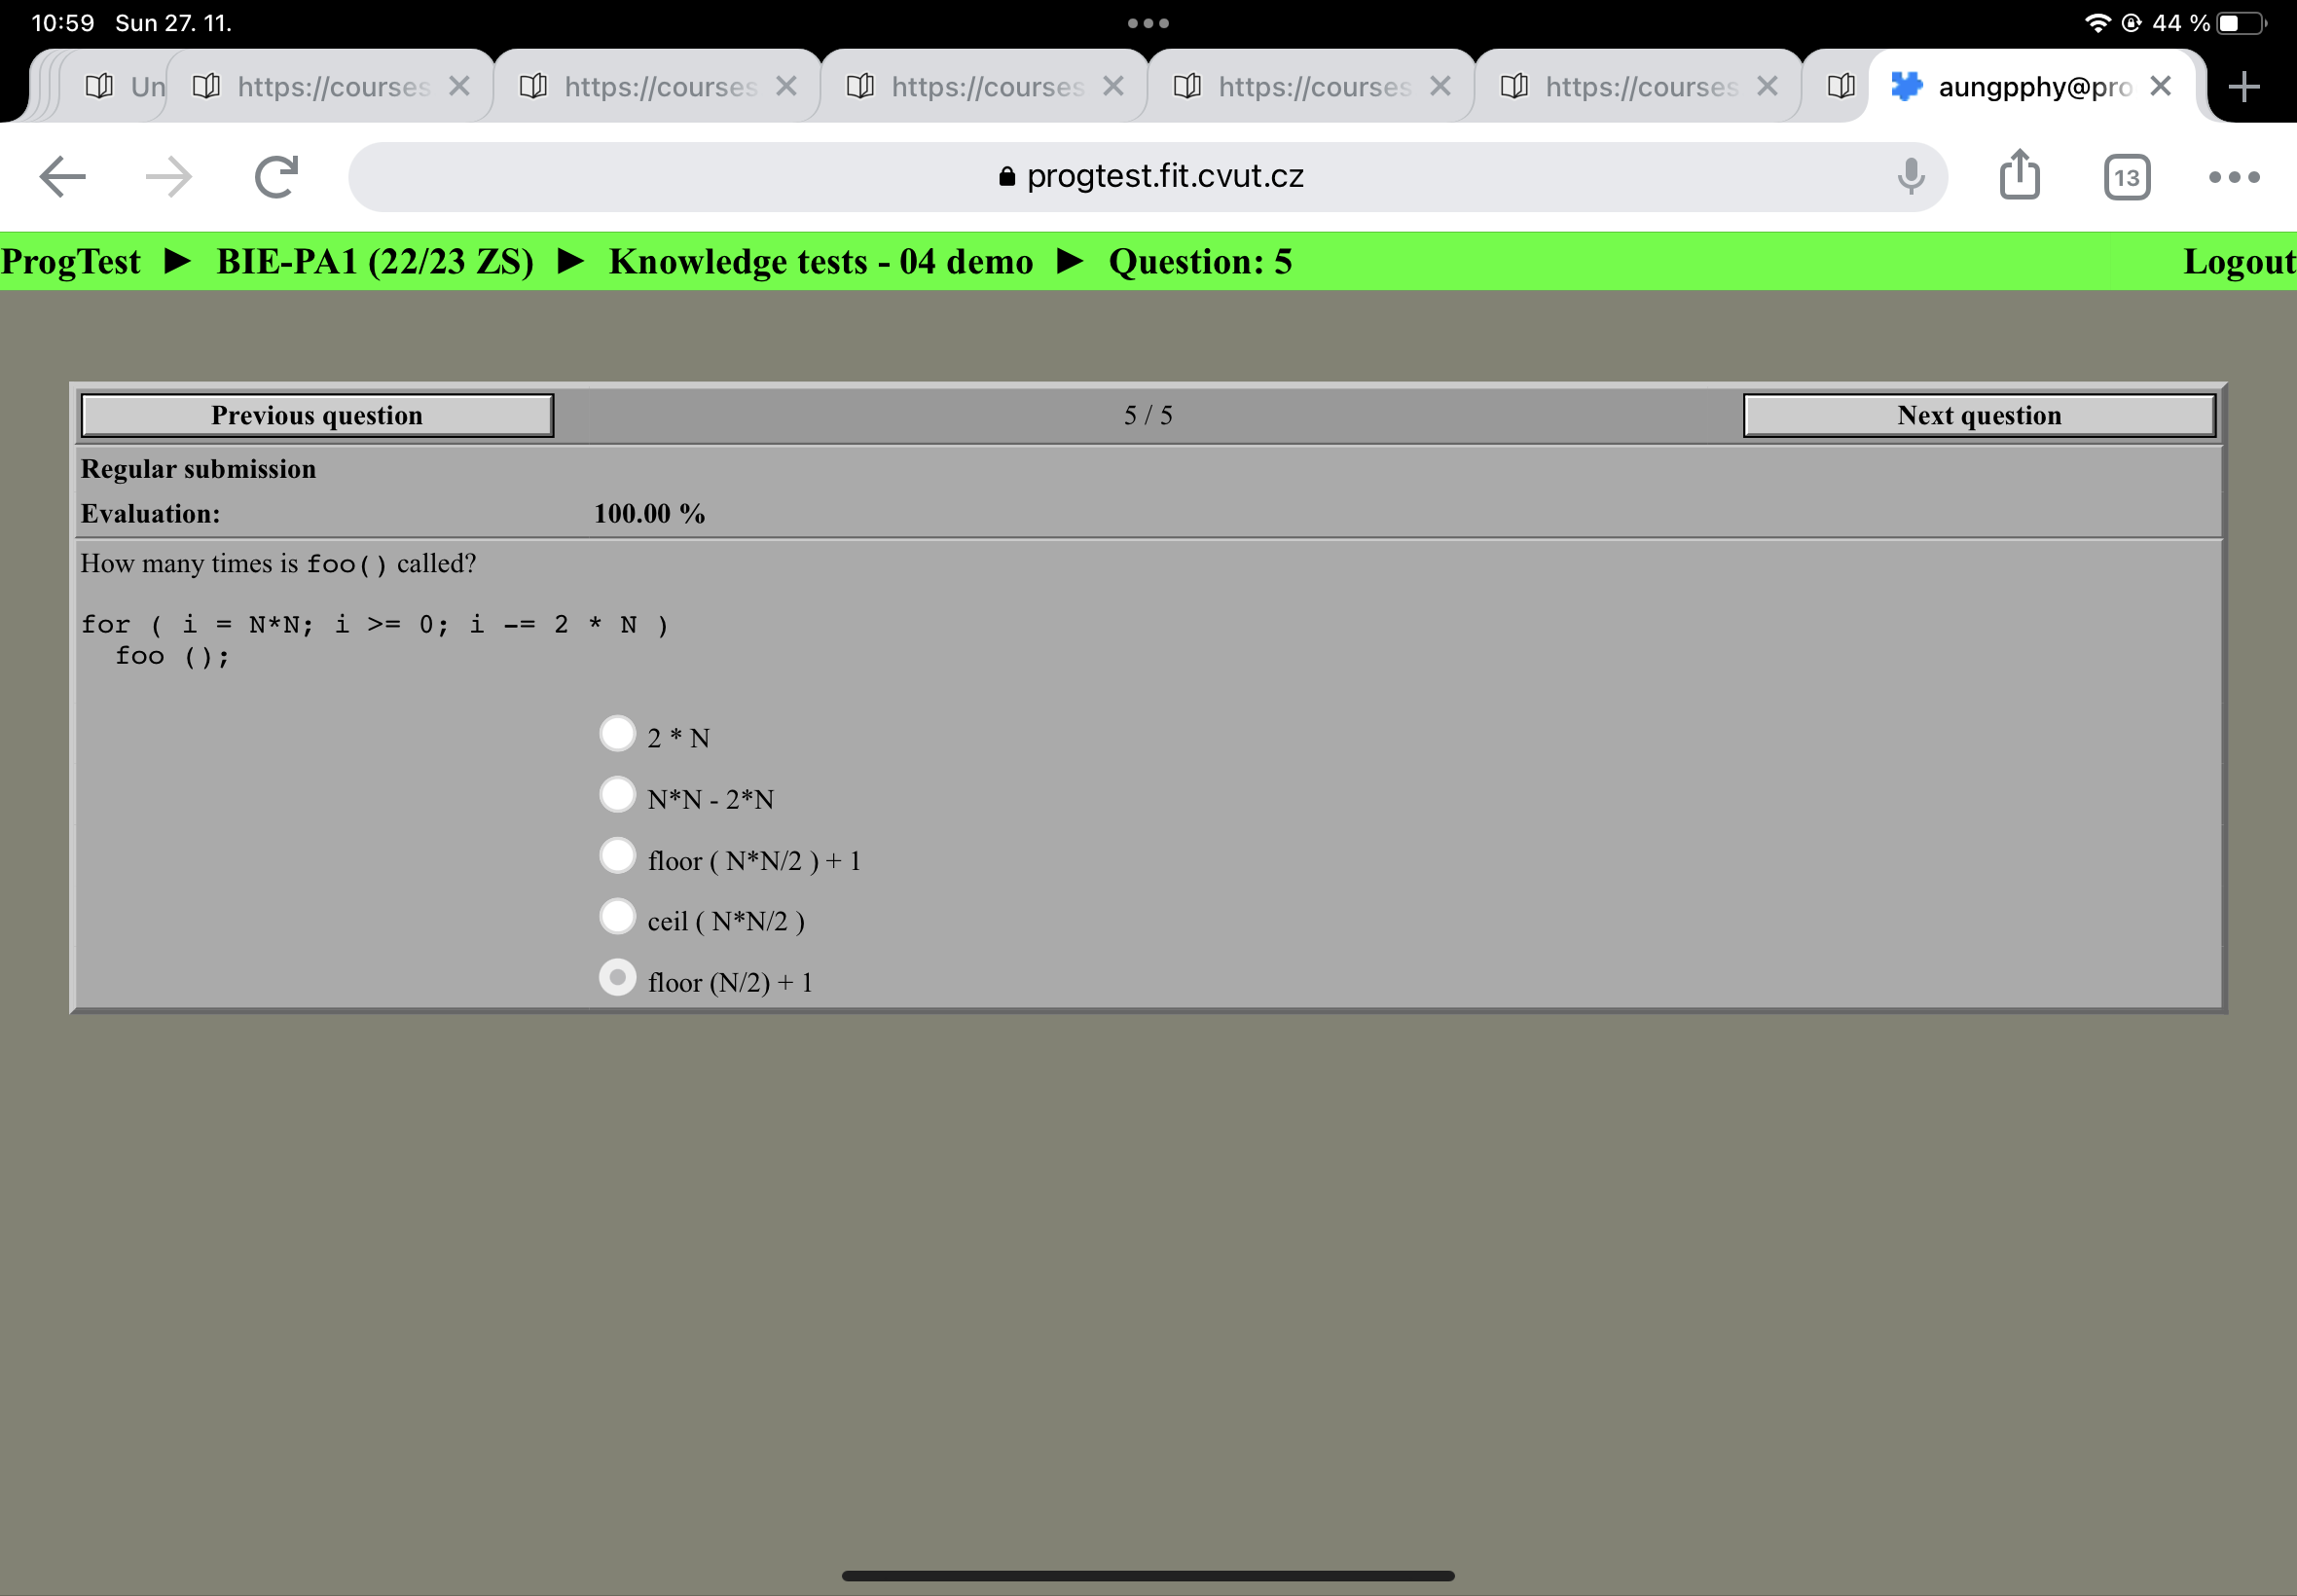 10:59 Sun 27. 11. 44 %
Un https://courses https://courses https://courses https://courses https://courses aungpphy@pro
progtest.fit.cvut.cz 13
ProgTest ► BIE-PA1 (22/23 ZS) ► Knowledge tests - 04 demo ► Question: 5 Logout
Previous question 5 / 5 Next question
Regular submission
Evaluation: 100.00 %
How many times is foo() called?
for ( i = N*N; i >= 0; i -= 2 * N )
  foo ();
2 * N
N*N - 2*N
floor ( N*N/2 ) + 1
ceil ( N*N/2 )
floor (N/2) + 1